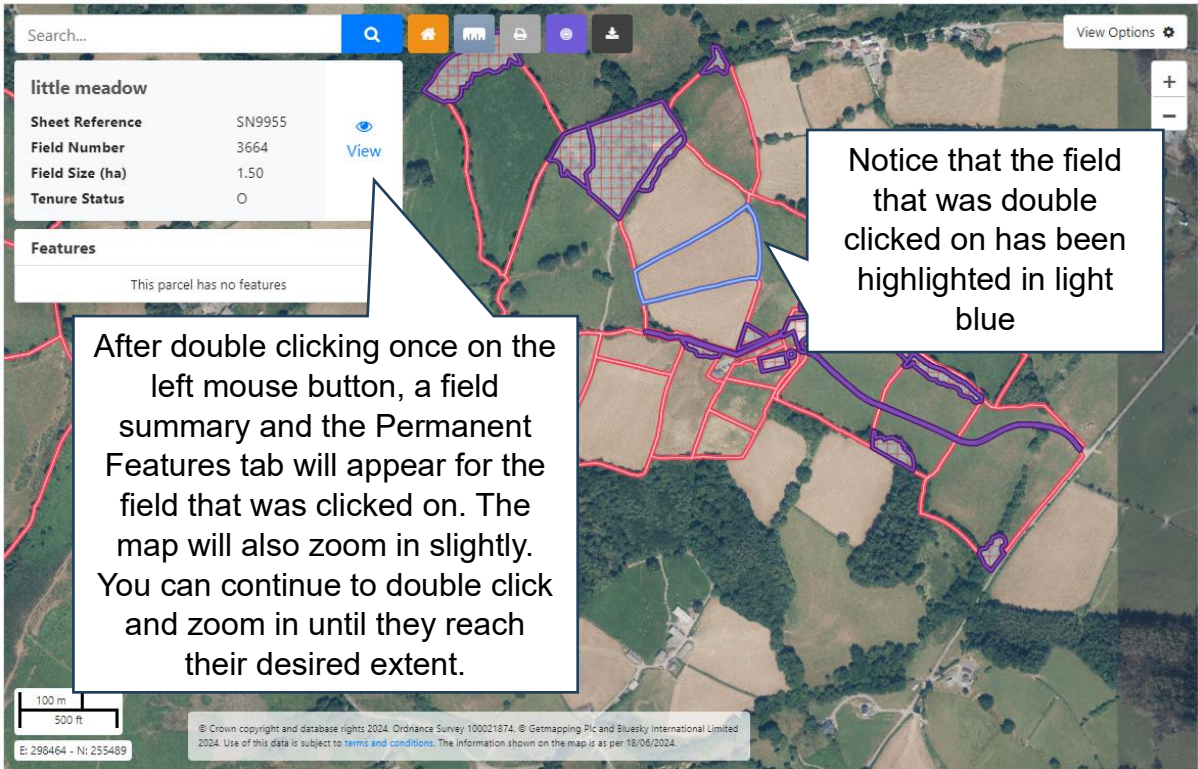 Search...
View Options
little meadow
Sheet Reference SN9955
Field Number 3664
Field Size (ha) 1.50
Tenure Status O
View
Features
This parcel has no features
+
−
Notice that the field
that was double
clicked on has been
highlighted in light
blue
After double clicking once on the
left mouse button, a field
summary and the Permanent
Features tab will appear for the
field that was clicked on. The
map will also zoom in slightly.
You can continue to double click
and zoom in until they reach
their desired extent.
100 m
500 ft
E: 298464 - N: 255489
© Crown copyright and database rights 2024. Ordnance Survey 100021874. © Getmapping Plc and Bluesky International Limited
2024. Use of this data is subject to terms and conditions. The information shown on the map is as per 18/06/2024.